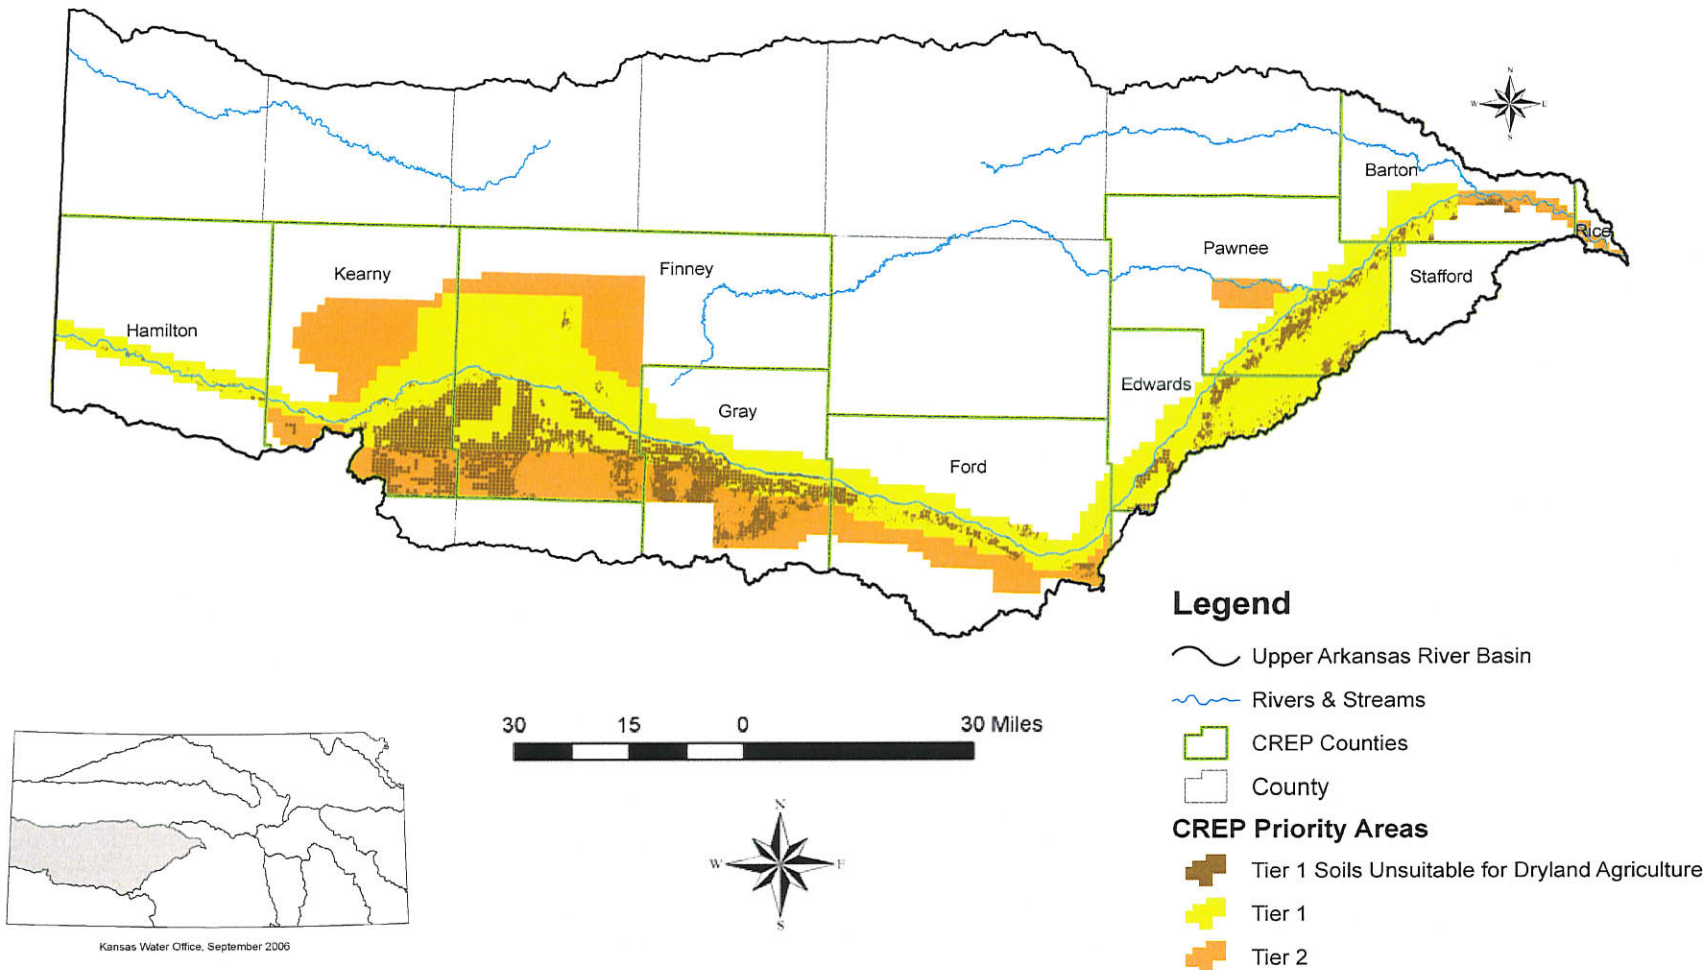 N
W E
S
Barton
Rice
Pawnee
Stafford
Finney
Kearny
Hamilton
Edwards
Gray
Ford
Legend
Upper Arkansas River Basin
Rivers & Streams
CREP Counties
County
CREP Priority Areas
Tier 1 Soils Unsuitable for Dryland Agriculture
Tier 1
Tier 2
30 15 0 30 Miles
N
W E
S
Kansas Water Office, September 2006